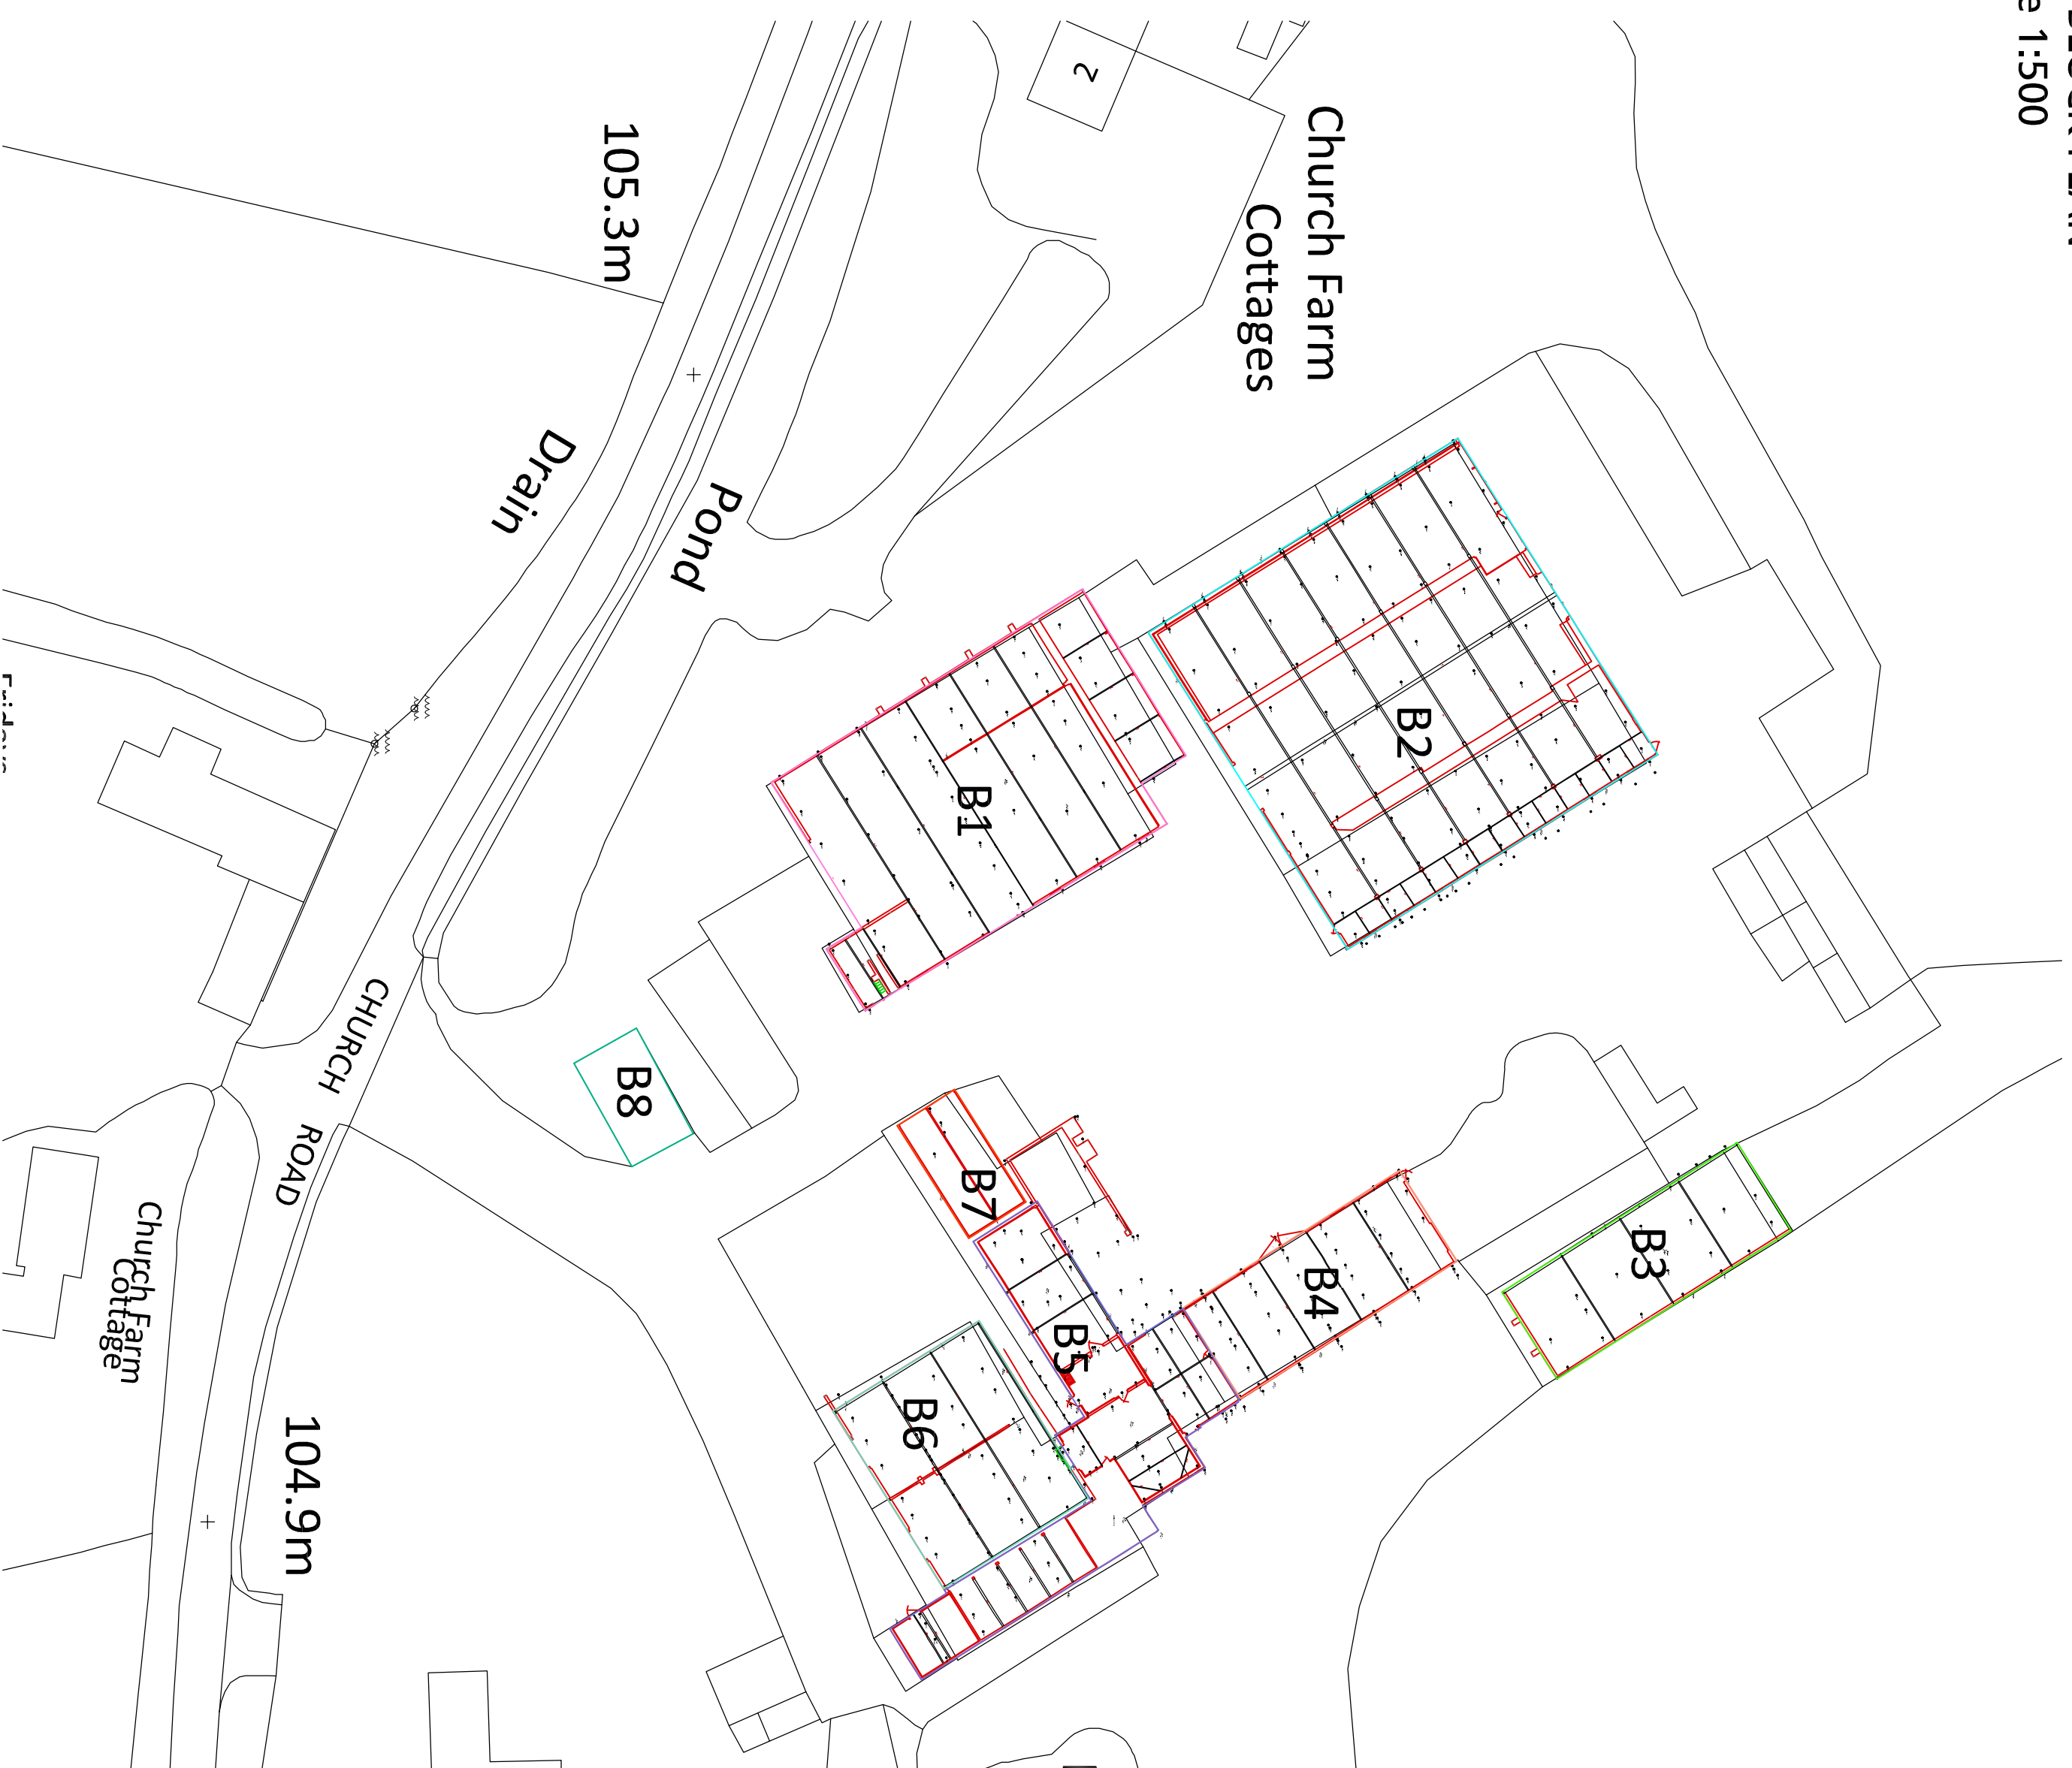 1:500
2
Church Farm
Cottages
105.3m
Drain
Pond
B2
B1
CHURCH
ROAD
B8
B7
B3
B4
B5
B6
Church Farm
Cottage
104.9m